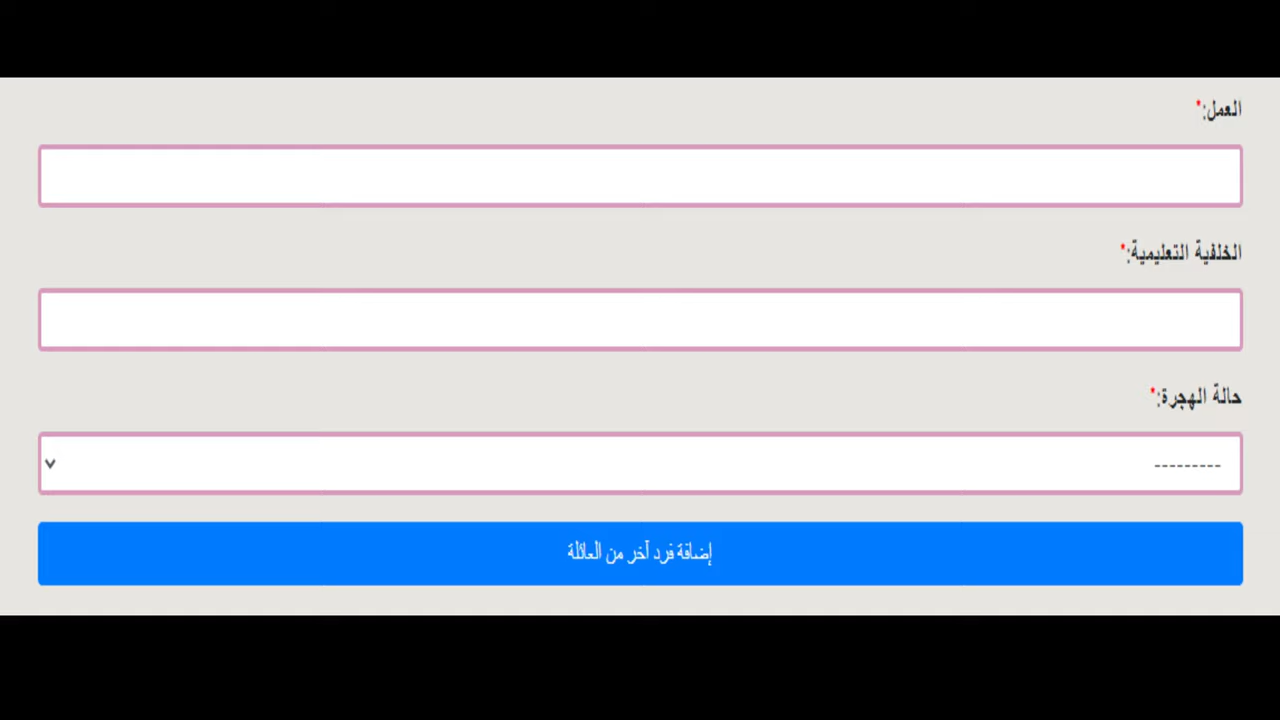 العمل:*
الخلفية التعليمية:*
حالة الهجرة:*
---------
إضافة فرد آخر من العائلة